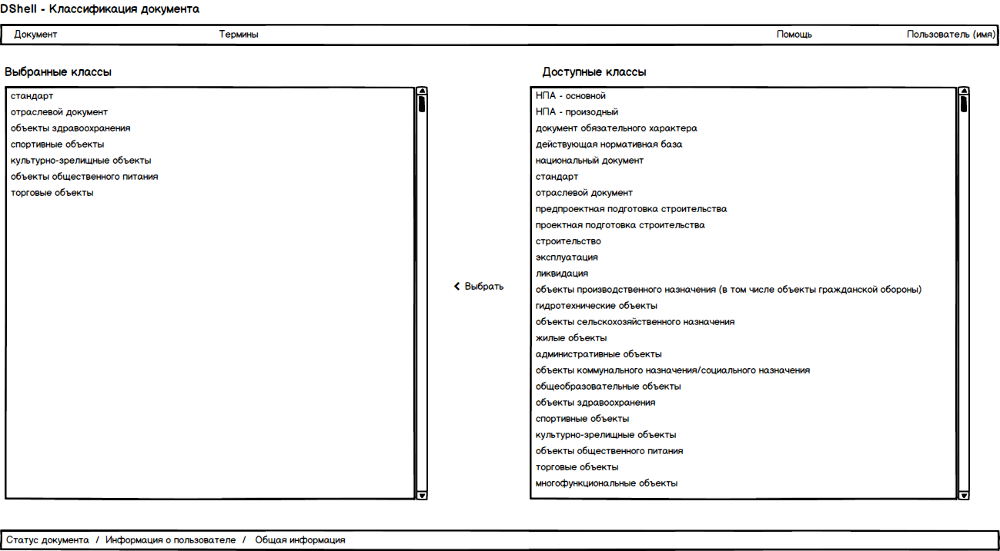 DShell - Классификация документа
Документ Термины Помощь Пользователь (имя)
Выбранные классы
стандарт
отраслевой документ
объекты здравоохранения
спортивные объекты
культурно-зрелищные объекты
объекты общественного питания
торговые объекты
< Выбрать
Доступные классы
НПА - основной
НПА - произодный
документ обязательного характера
действующая нормативная база
национальный документ
стандарт
отраслевой документ
предпроектная подготовка строительства
проектная подготовка строительства
строительство
эксплуатация
ликвидация
объекты производственного назначения (в том числе объекты гражданской обороны)
гидротехнические объекты
объекты сельскохозяйственного назначения
жилые объекты
административные объекты
объекты коммунального назначения/социального назначения
общеобразовательные объекты
объекты здравоохранения
спортивные объекты
культурно-зрелищные объекты
объекты общественного питания
торговые объекты
многофункциональные объекты
Статус документа / Информация о пользователе / Общая информация